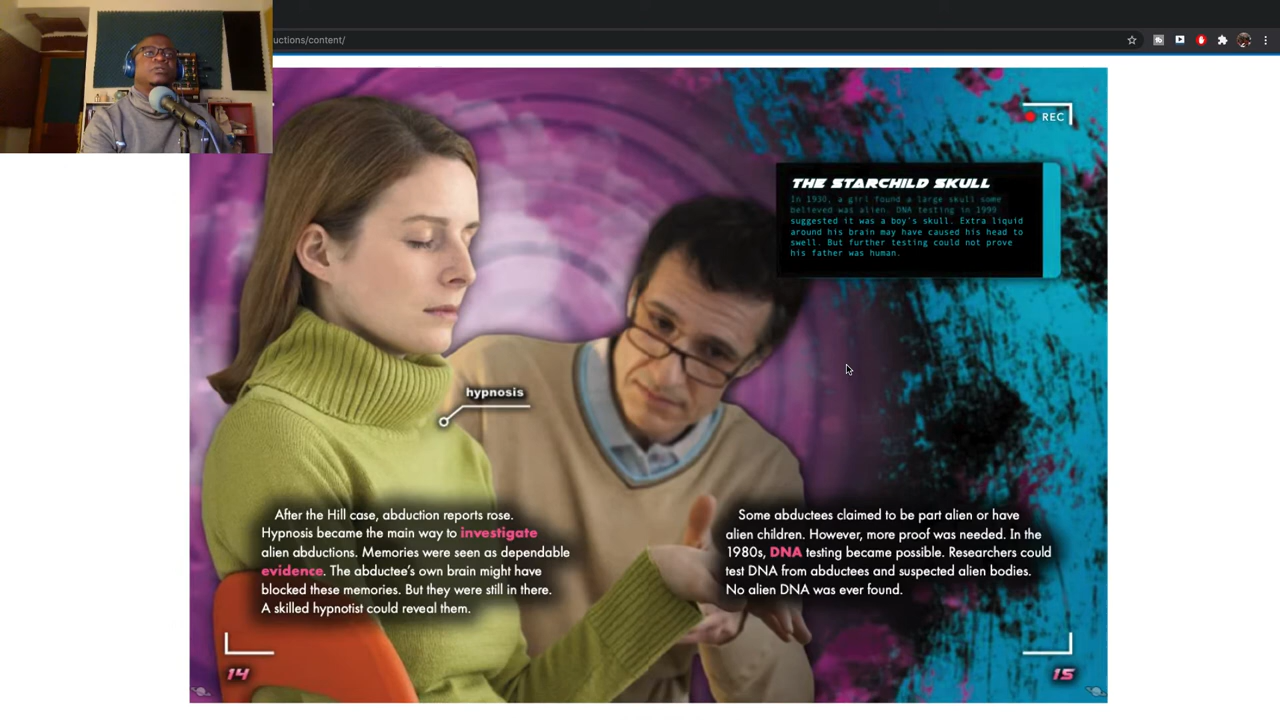 uctions/content/
REC
THE STARCHILD SKULL
In 1930, a girl found a large skull some
believed was alien. DNA testing in 1999
suggested it was a boy's skull. Extra liquid
around his brain may have caused his head to
swell. But further testing could not prove
his father was human.
hypnosis
After the Hill case, abduction reports rose.
Hypnosis became the main way to investigate
alien abductions. Memories were seen as dependable
evidence. The abductee's own brain might have
blocked these memories. But they were still in there.
A skilled hypnotist could reveal them.
Some abductees claimed to be part alien or have
alien children. However, more proof was needed. In the
1980s, DNA testing became possible. Researchers could
test DNA from abductees and suspected alien bodies.
No alien DNA was ever found.
14
15